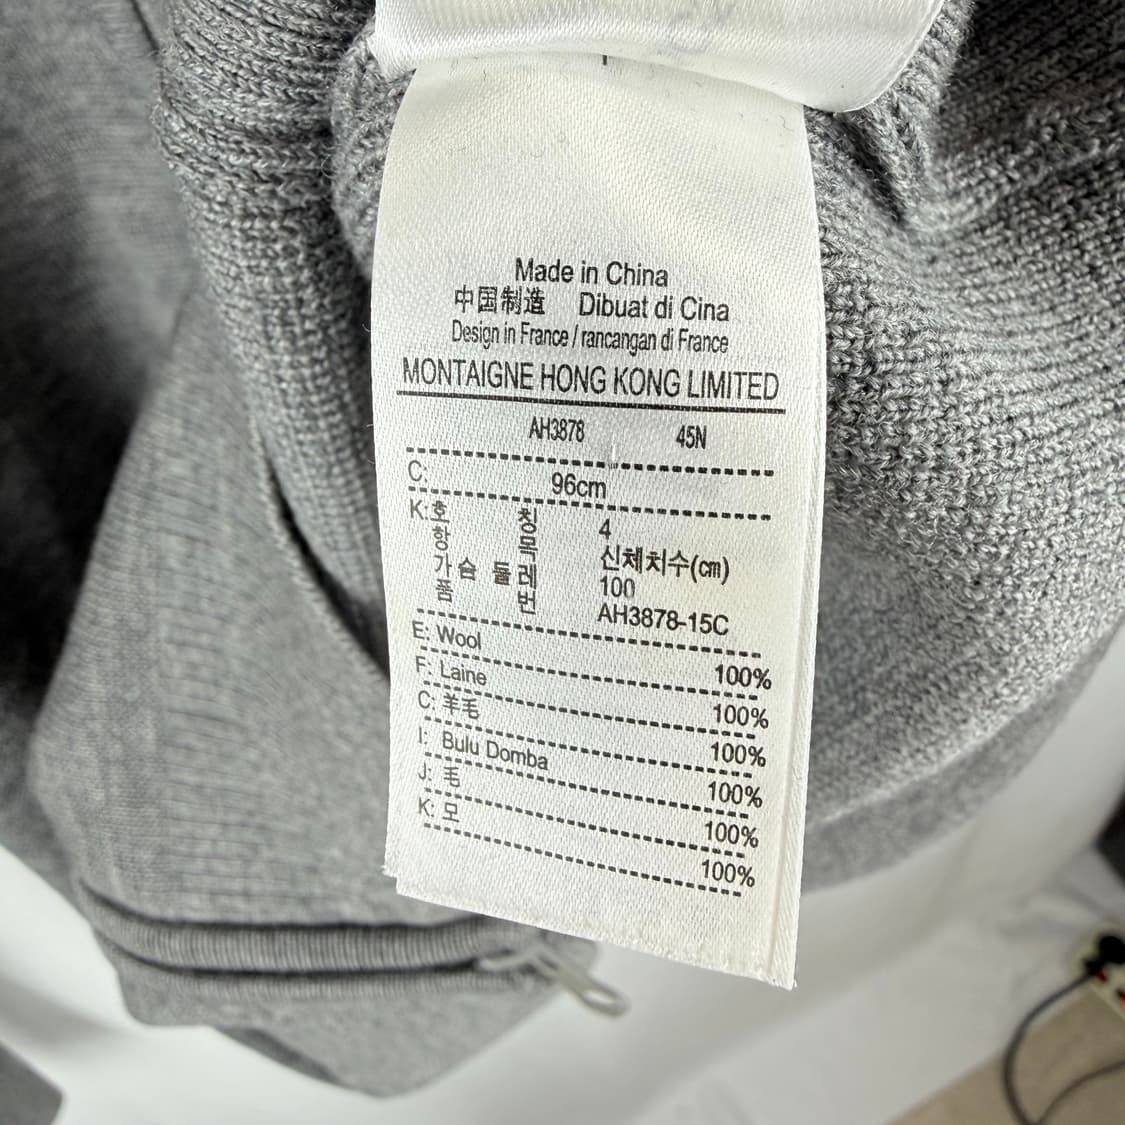 Made in China
中国制造 Dibuat di Cina
Design in France / rancangan di France
MONTAIGNE HONG KONG LIMITED
AH3878 45N
C: 96cm
K: 호 칭 4
항 목 신체치수(㎝)
가슴 둘레 100
품 번 AH3878-15C
E: Wool 100%
F: Laine 100%
C: 羊毛 100%
I: Bulu Domba 100%
J: 毛 100%
K: 모 100%